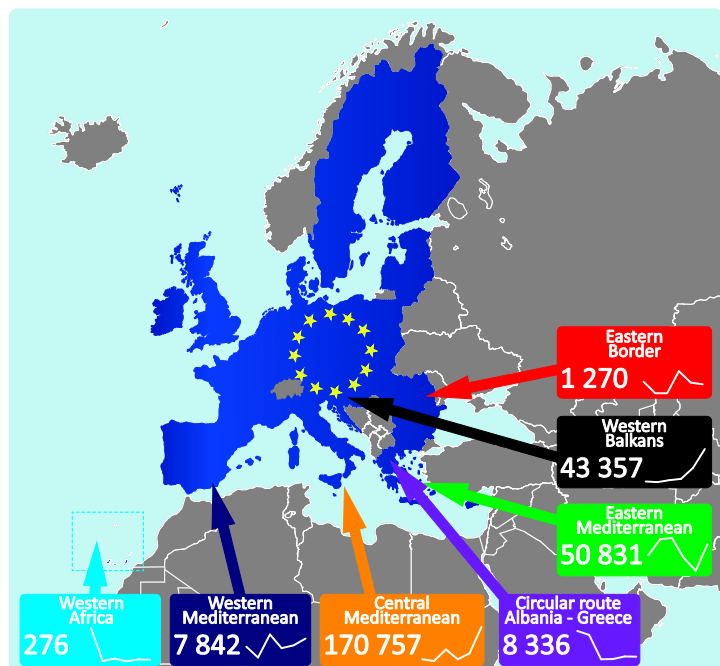 Eastern
Border
1 270
Western
Balkans
43 357
Eastern
Mediterranean
50 831
Western
Africa
276
Western
Mediterranean
7 842
Central
Mediterranean
170 757
Circular route
Albania - Greece
8 336